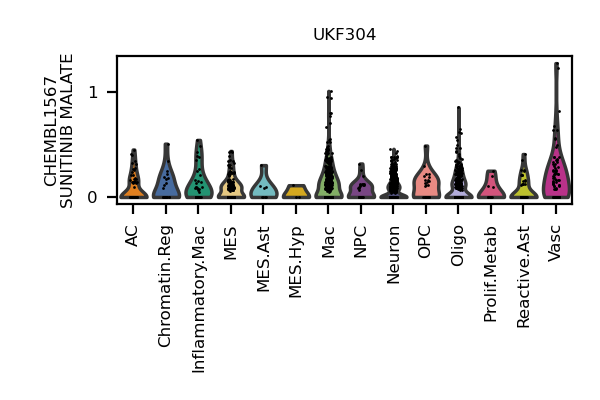 UKF304
CHEMBL1567
SUNITINIB MALATE
1
0
AC
Chromatin.Reg
Inflammatory.Mac
MES
MES.Ast
MES.Hyp
Mac
NPC
Neuron
OPC
Oligo
Prolif.Metab
Reactive.Ast
Vasc